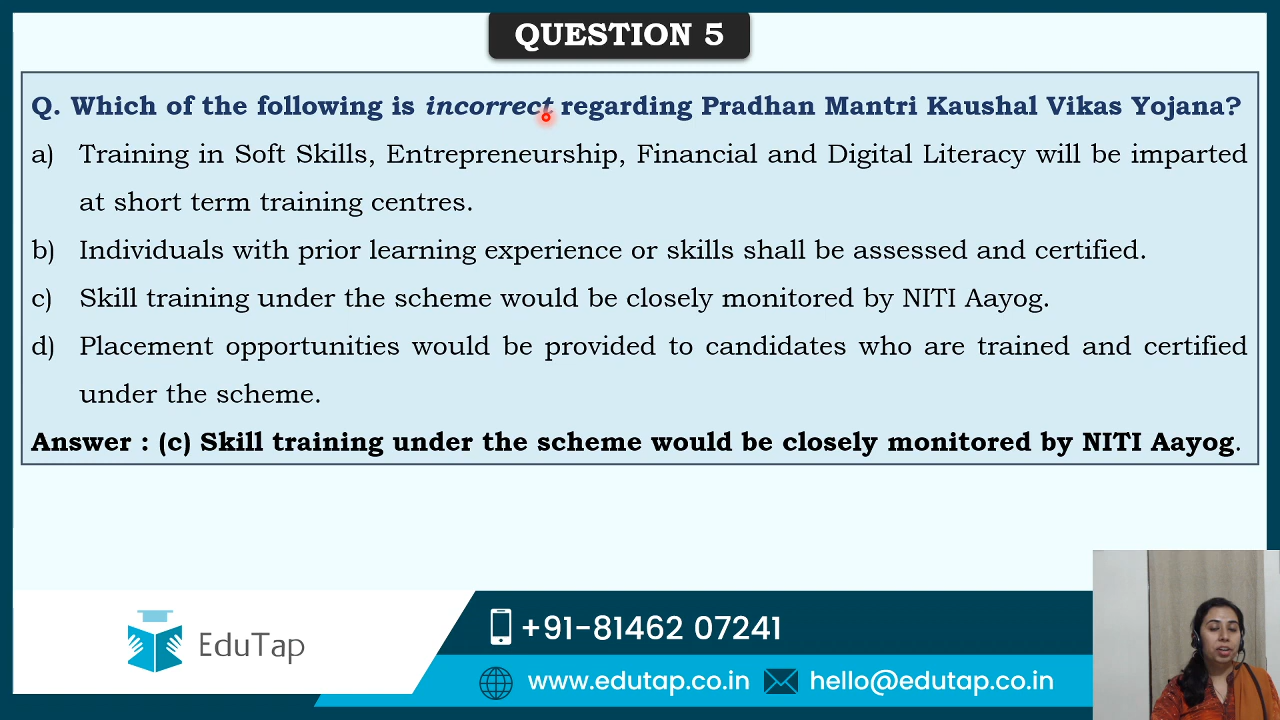 QUESTION 5
Q. Which of the following is incorrect regarding Pradhan Mantri Kaushal Vikas Yojana?
a) Training in Soft Skills, Entrepreneurship, Financial and Digital Literacy will be imparted
at short term training centres.
b) Individuals with prior learning experience or skills shall be assessed and certified.
c) Skill training under the scheme would be closely monitored by NITI Aayog.
d) Placement opportunities would be provided to candidates who are trained and certified
under the scheme.
Answer : (c) Skill training under the scheme would be closely monitored by NITI Aayog.
EduTap
+91-81462 07241
www.edutap.co.in hello@edutap.co.in